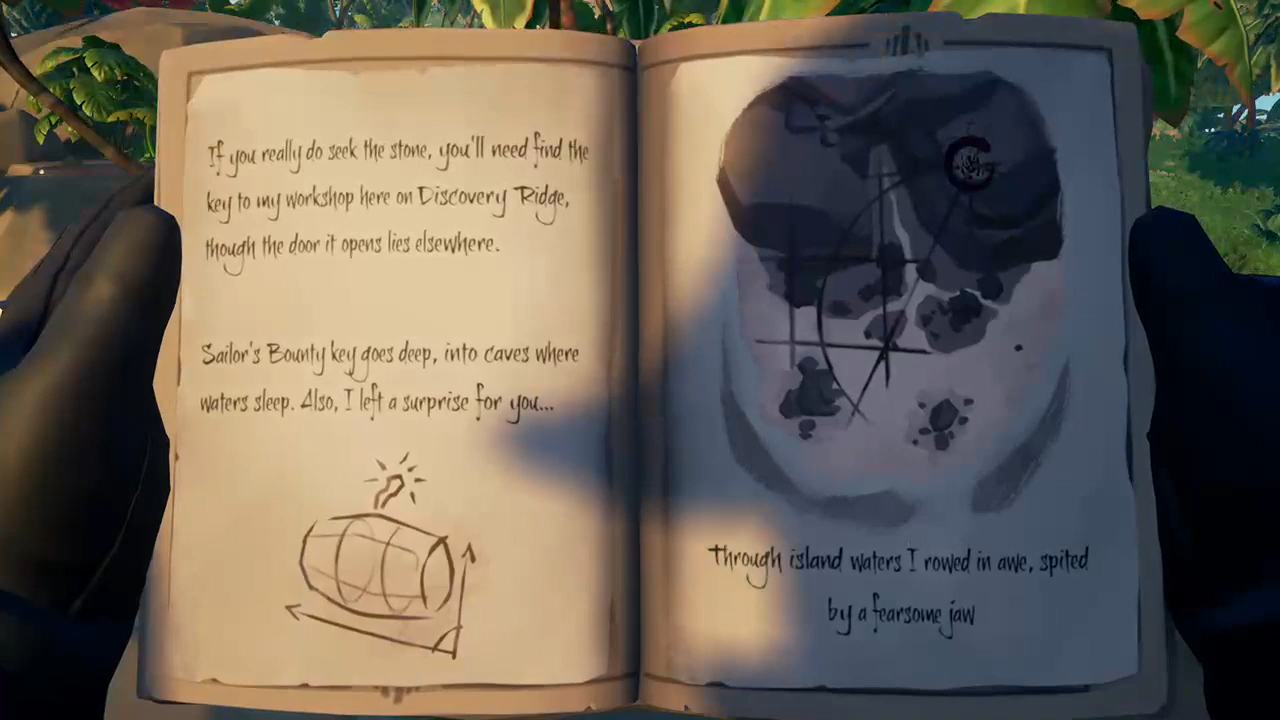 If you really do seek the stone, you'll need find the
key to my workshop here on Discovery Ridge,
though the door it opens lies elsewhere.
Sailor's Bounty key goes deep, into caves where
waters sleep. Also, I left a surprise for you...
Through island waters I rowed in awe, spited
by a fearsome jaw